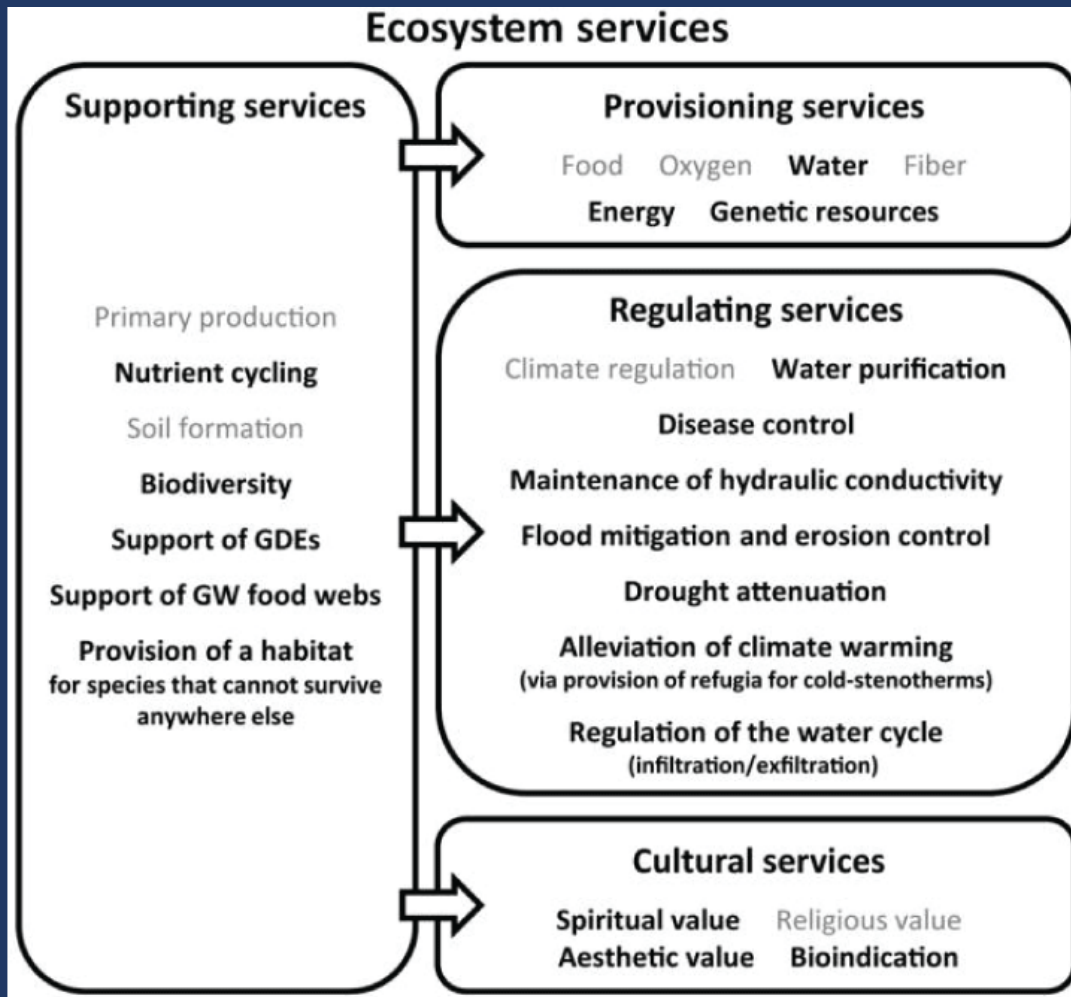 Ecosystem services
Supporting services
Primary production
Nutrient cycling
Soil formation
Biodiversity
Support of GDEs
Support of GW food webs
Provision of a habitat
for species that cannot survive
anywhere else
Provisioning services
Food Oxygen Water Fiber
Energy Genetic resources
Regulating services
Climate regulation Water purification
Disease control
Maintenance of hydraulic conductivity
Flood mitigation and erosion control
Drought attenuation
Alleviation of climate warming
(via provision of refugia for cold-stenotherms)
Regulation of the water cycle
(infiltration/exfiltration)
Cultural services
Spiritual value Religious value
Aesthetic value Bioindication